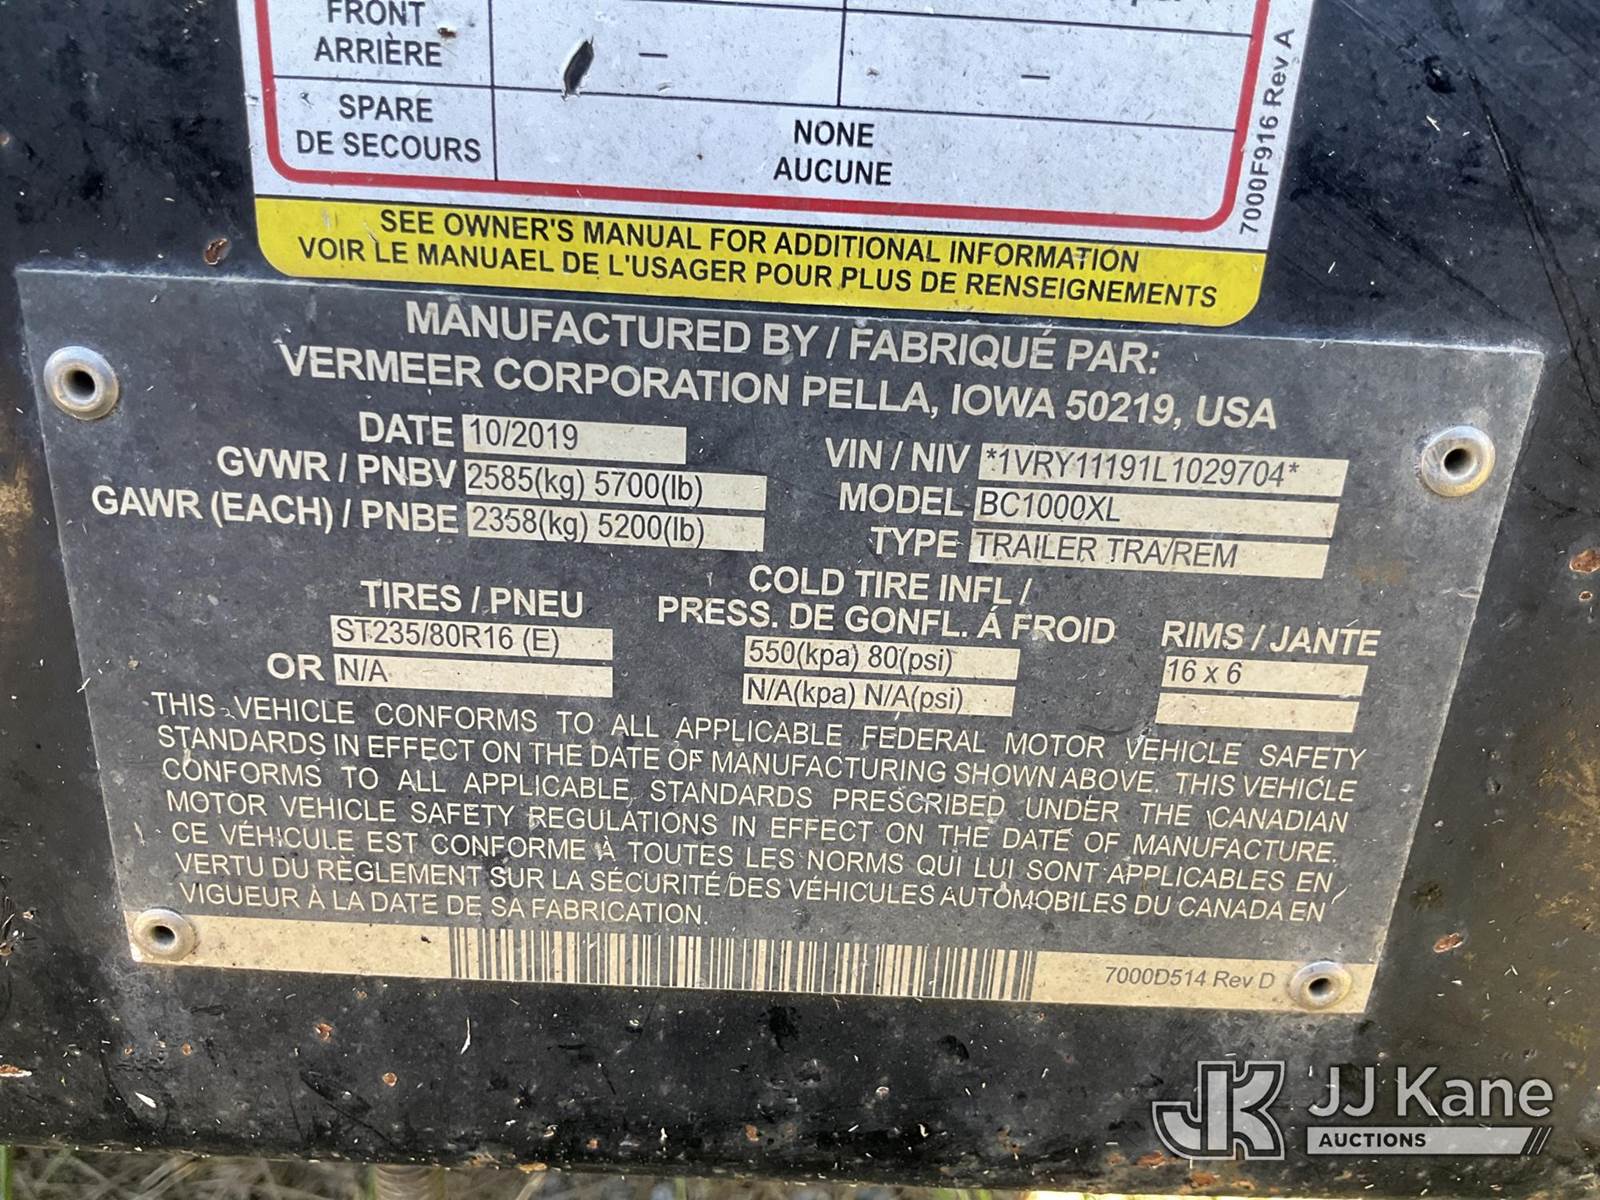 FRONT
ARRIÈRE
—
—
SPARE
DE SECOURS
NONE
AUCUNE
7000F916 Rev A
SEE OWNER'S MANUAL FOR ADDITIONAL INFORMATION
VOIR LE MANUAEL DE L'USAGER POUR PLUS DE RENSEIGNEMENTS
MANUFACTURED BY / FABRIQUÉ PAR:
VERMEER CORPORATION PELLA, IOWA 50219, USA
DATE 10/2019
GVWR / PNBV 2585(kg) 5700(lb)
GAWR (EACH) / PNBE 2358(kg) 5200(lb)
VIN / NIV *1VRY11191L1029704*
MODEL BC1000XL
TYPE TRAILER TRA/REM
TIRES / PNEU
ST235/80R16 (E)
OR N/A
COLD TIRE INFL /
PRESS. DE GONFL. Á FROID
550(kpa) 80(psi)
N/A(kpa) N/A(psi)
RIMS / JANTE
16 x 6
THIS VEHICLE CONFORMS TO ALL APPLICABLE FEDERAL MOTOR VEHICLE SAFETY
STANDARDS IN EFFECT ON THE DATE OF MANUFACTURING SHOWN ABOVE. THIS VEHICLE
CONFORMS TO ALL APPLICABLE STANDARDS PRESCRIBED UNDER THE CANADIAN
MOTOR VEHICLE SAFETY REGULATIONS IN EFFECT ON THE DATE OF MANUFACTURE.
CE VÉHICULE EST CONFORME À TOUTES LES NORMS QUI LUI SONT APPLICABLES EN
VERTU DU RÈGLEMENT SUR LA SÉCURITÉ DES VÉHICULES AUTOMOBILES DU CANADA EN
VIGUEUR À LA DATE DE SA FABRICATION.
7000D514 Rev D
JK JJ Kane
AUCTIONS